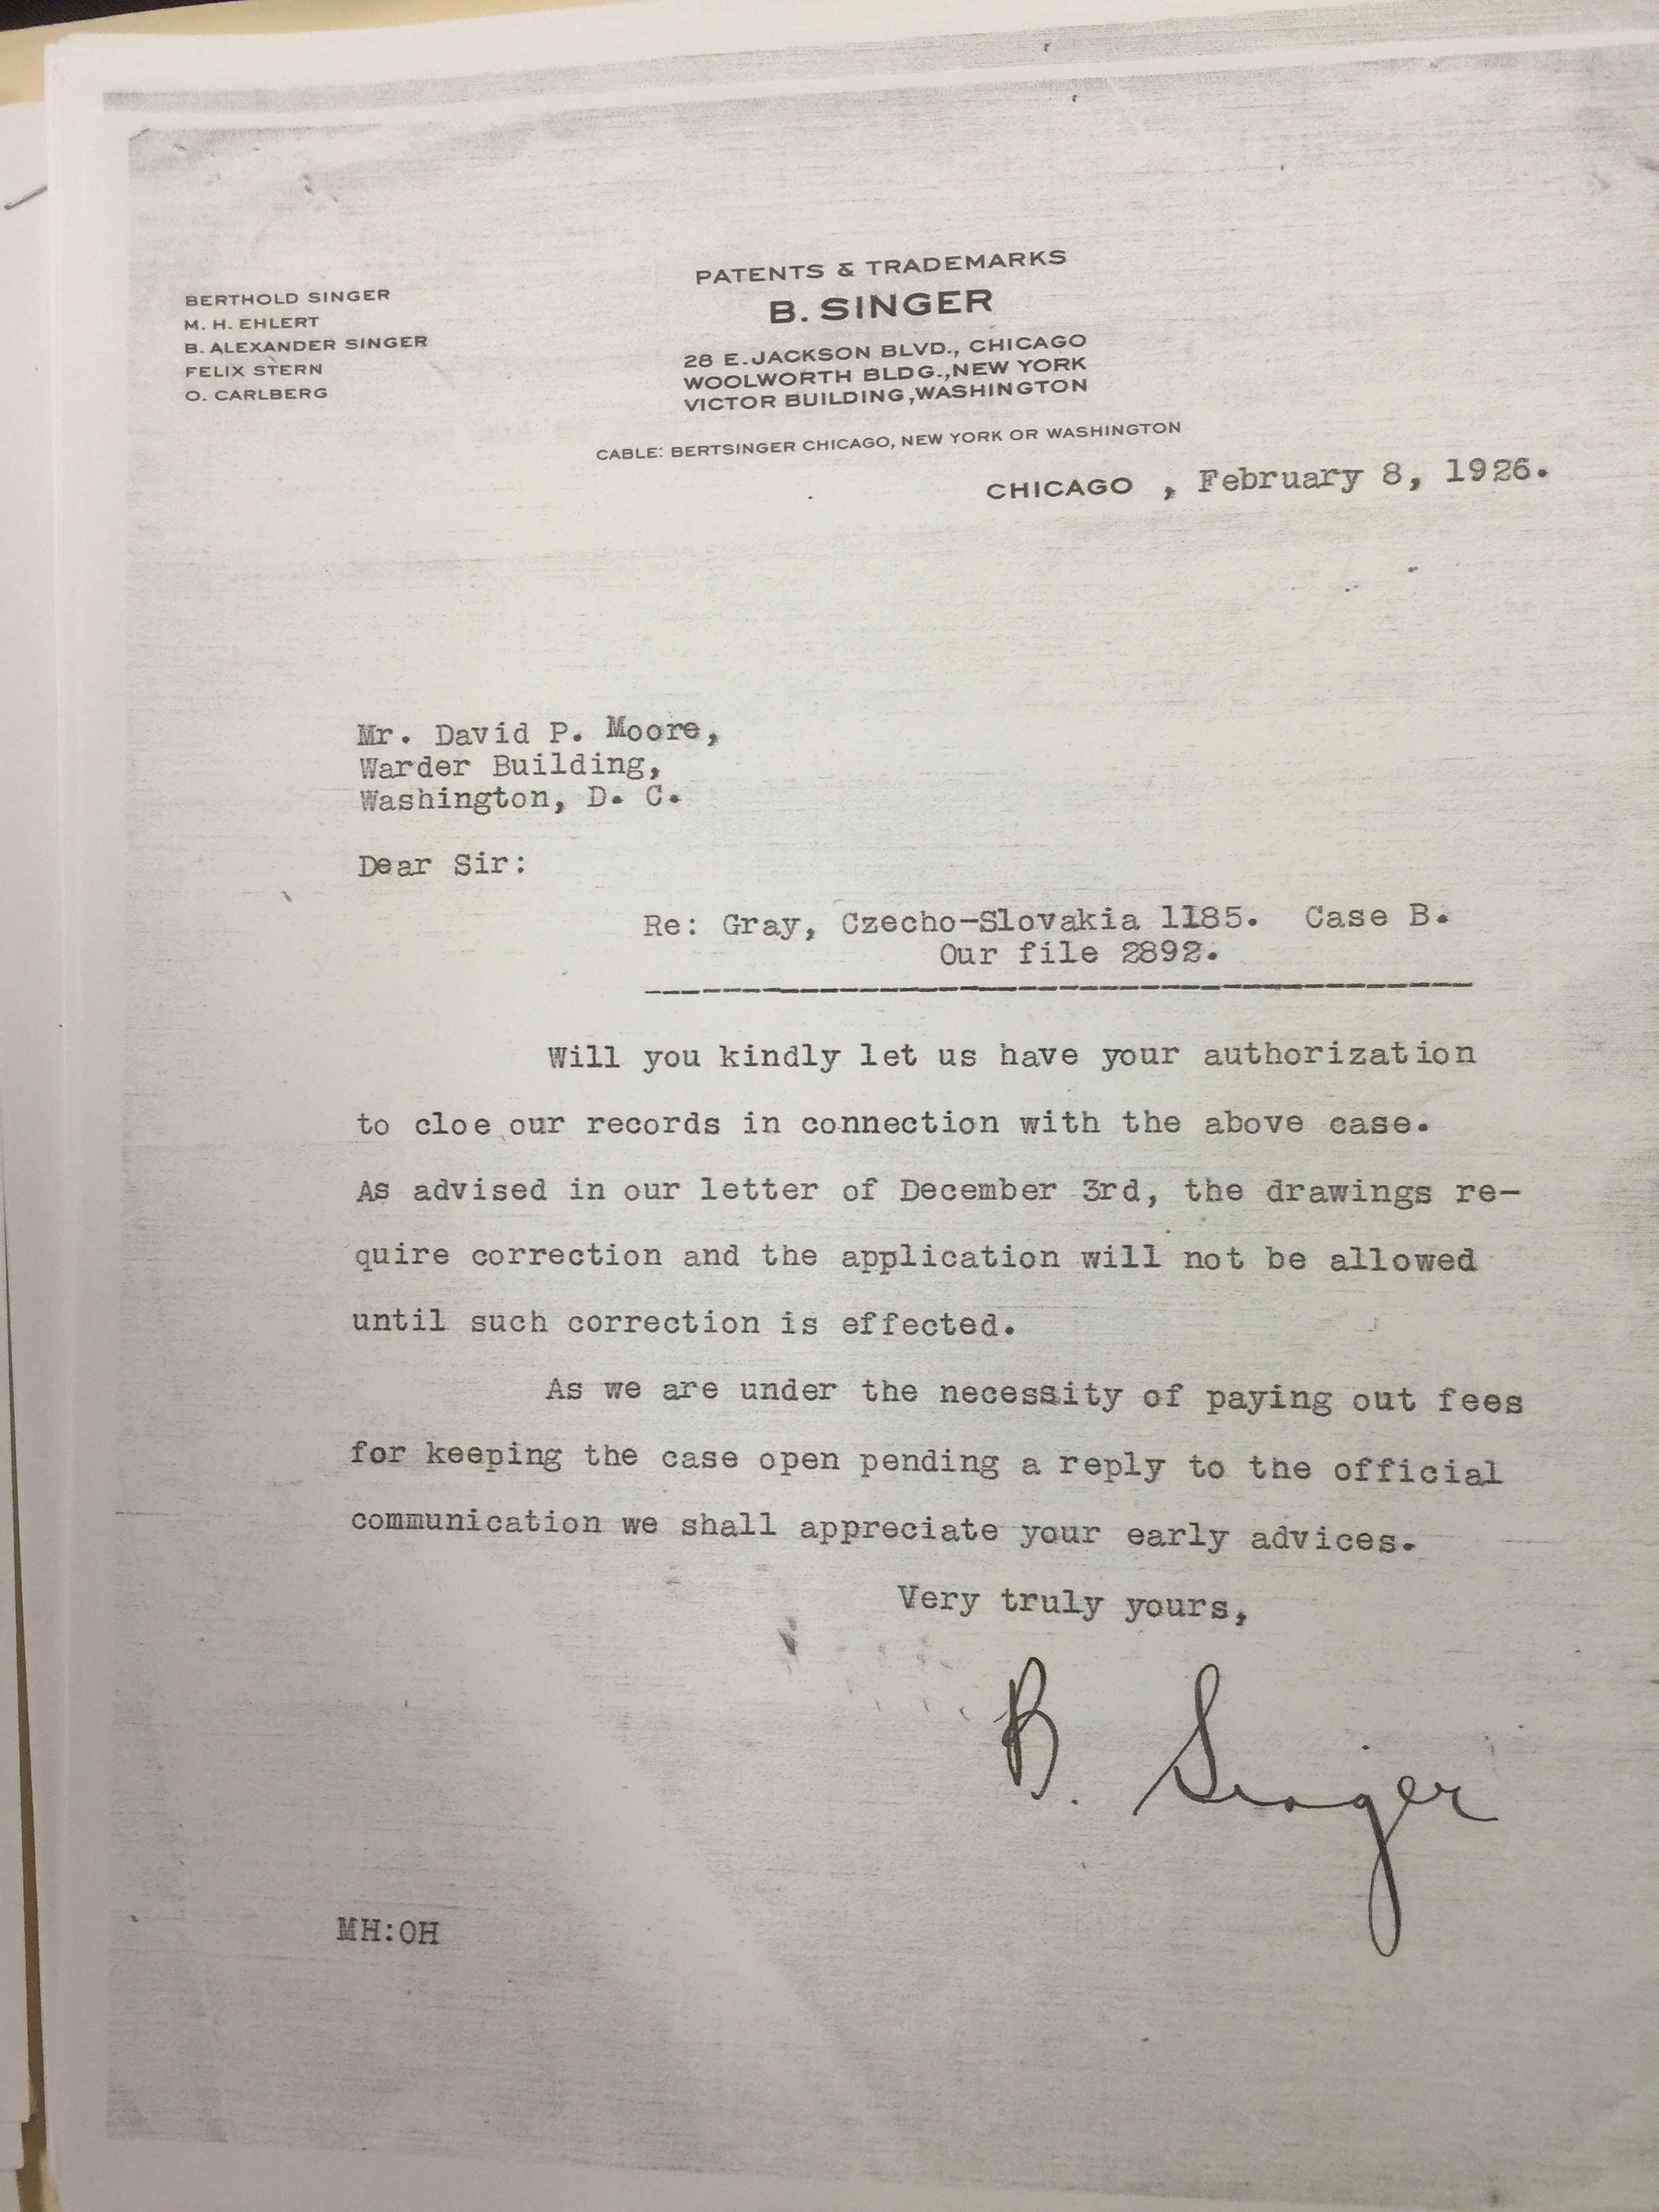 PATENTS & TRADEMARKS
B. SINGER
28 E. JACKSON BLVD., CHICAGO
WOOLWORTH BLDG., NEW YORK
VICTOR BUILDING, WASHINGTON
CABLE: BERTSINGER CHICAGO, NEW YORK OR WASHINGTON
BERTHOLD SINGER
M. H. EHLERT
B. ALEXANDER SINGER
FELIX STERN
O. CARLBERG
CHICAGO , February 8, 1926.
Mr. David P. Moore,
Warder Building,
Washington, D. C.
Dear Sir:
Re: Gray, Czecho-Slovakia 1185. Case B.
Our file 2892.
Will you kindly let us have your authorization
to cloe our records in connection with the above case.
As advised in our letter of December 3rd, the drawings re-
quire correction and the application will not be allowed
until such correction is effected.
As we are under the necessity of paying out fees
for keeping the case open pending a reply to the official
communication we shall appreciate your early advices.
Very truly yours,
B. Singer
MH:OH